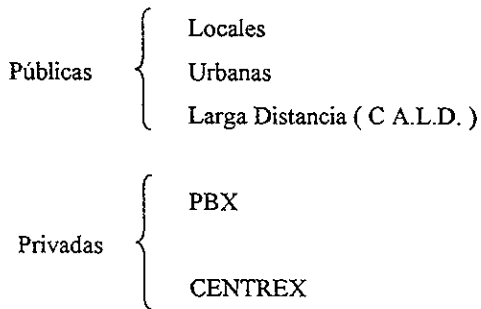 Públicas
Locales
Urbanas
Larga Distancia ( C A.L.D. )
Privadas
PBX
CENTREX